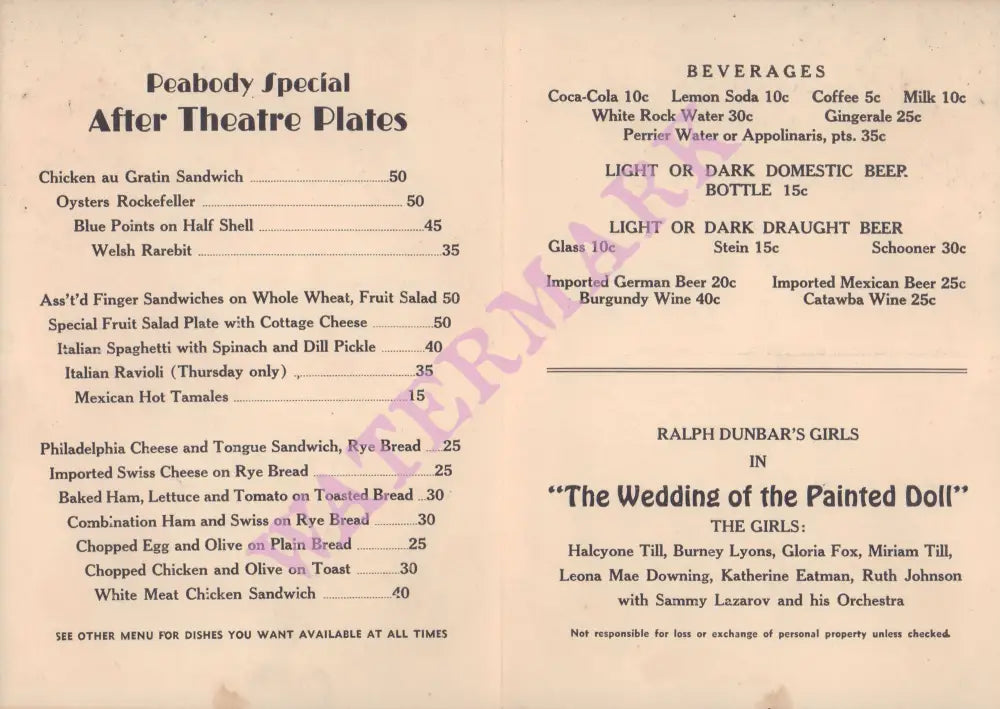 Peabody Special
After Theatre Plates
Chicken au Gratin Sandwich ........................50
Oysters Rockefeller ........................50
Blue Points on Half Shell ........................45
Welsh Rarebit ........................35
Ass't'd Finger Sandwiches on Whole Wheat, Fruit Salad 50
Special Fruit Salad Plate with Cottage Cheese ............50
Italian Spaghetti with Spinach and Dill Pickle ............40
Italian Ravioli (Thursday only) ............35
Mexican Hot Tamales ........................15
Philadelphia Cheese and Tongue Sandwich, Rye Bread ....25
Imported Swiss Cheese on Rye Bread ............25
Baked Ham, Lettuce and Tomato on Toasted Bread ...30
Combination Ham and Swiss on Rye Bread ............30
Chopped Egg and Olive on Plain Bread ............25
Chopped Chicken and Olive on Toast ............30
White Meat Chicken Sandwich ............40
SEE OTHER MENU FOR DISHES YOU WANT AVAILABLE AT ALL TIMES
BEVERAGES
Coca-Cola 10c Lemon Soda 10c Coffee 5c Milk 10c
White Rock Water 30c Gingerale 25c
Perrier Water or Appolinaris, pts. 35c
LIGHT OR DARK DOMESTIC BEER
BOTTLE 15c
LIGHT OR DARK DRAUGHT BEER
Glass 10c Stein 15c Schooner 30c
Imported German Beer 20c Imported Mexican Beer 25c
Burgundy Wine 40c Catawba Wine 25c
RALPH DUNBAR'S GIRLS
IN
"The Wedding of the Painted Doll"
THE GIRLS:
Halcyone Till, Burney Lyons, Gloria Fox, Miriam Till,
Leona Mae Downing, Katherine Eatman, Ruth Johnson
with Sammy Lazarov and his Orchestra
Not responsible for loss or exchange of personal property unless checked.
WATERMARK